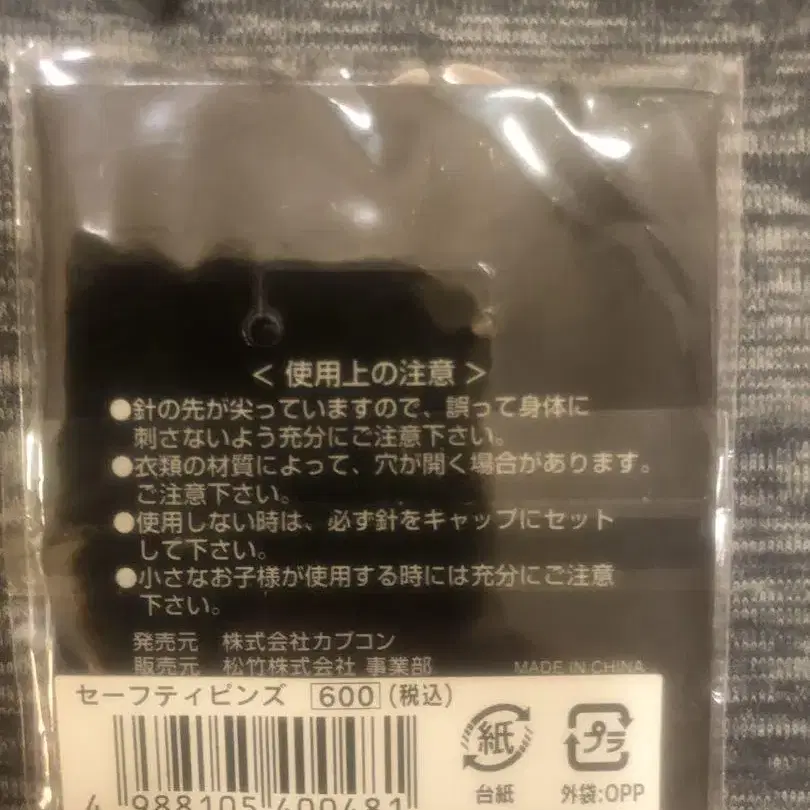 < 使用上の注意 >
●針の先が尖っていますので、誤って身体に
刺さないよう充分にご注意下さい。
●衣類の材質によって、穴が開く場合があります。
ご注意下さい。
●使用しない時は、必ず針をキャップにセット
して下さい。
●小さなお子様が使用する時には充分にご注意
下さい。
発売元 株式会社カプコン
販売元 松竹株式会社 事業部 MADE IN CHINA
セーフティピンズ 600 (税込)
紙 プラ
台紙 外袋:OPP
4 988105 400481